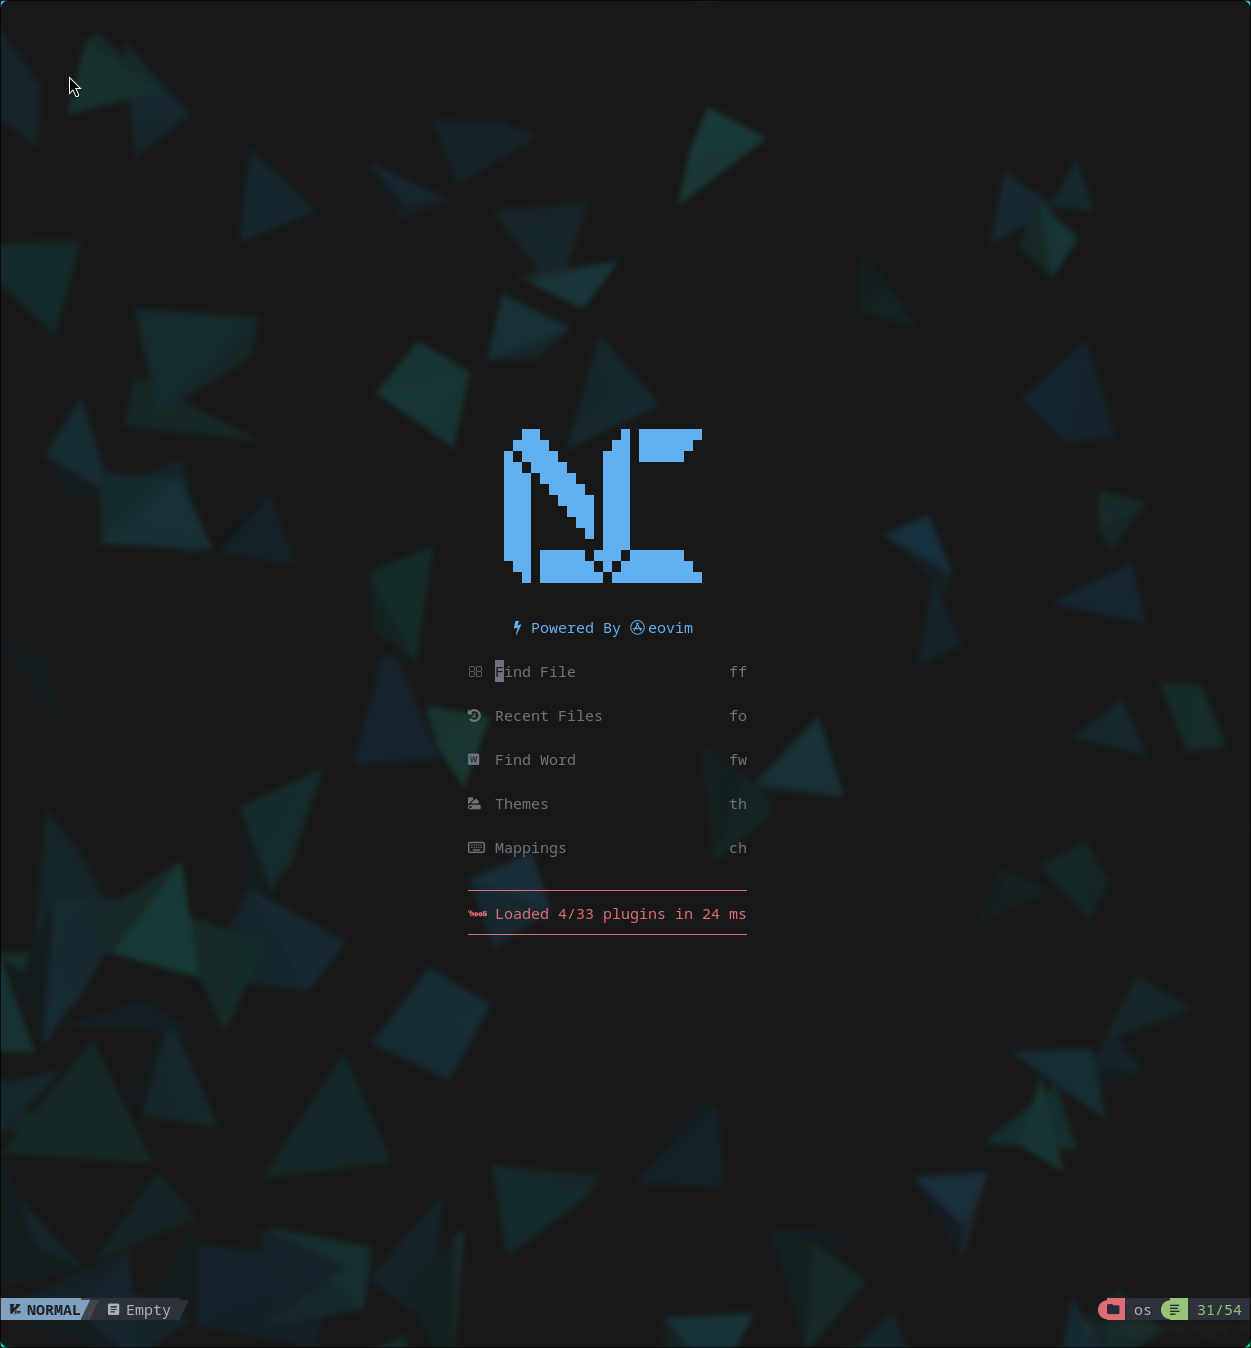 Powered By eovim
Find File ff
Recent Files fo
Find Word fw
Themes th
Mappings ch
Loaded 4/33 plugins in 24 ms
NORMAL Empty os 31/54